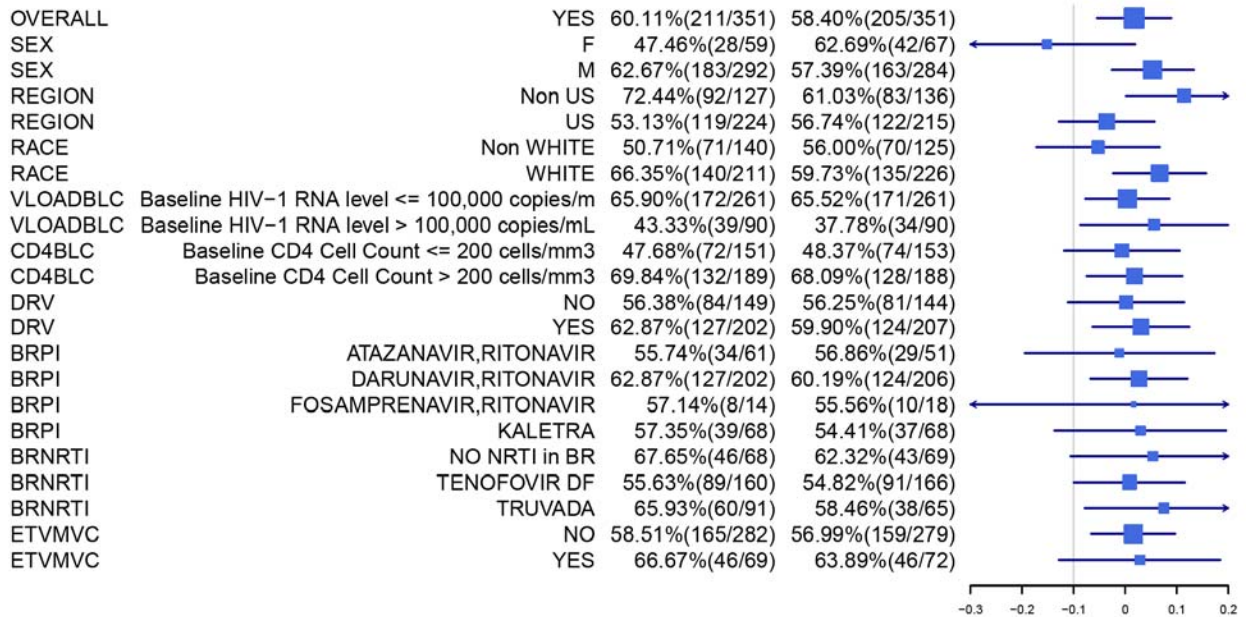 OVERALL YES 60.11%(211/351) 58.40%(205/351)
SEX F 47.46%(28/59) 62.69%(42/67)
SEX M 62.67%(183/292) 57.39%(163/284)
REGION Non US 72.44%(92/127) 61.03%(83/136)
REGION US 53.13%(119/224) 56.74%(122/215)
RACE Non WHITE 50.71%(71/140) 56.00%(70/125)
RACE WHITE 66.35%(140/211) 59.73%(135/226)
VLOADBLC Baseline HIV−1 RNA level <= 100,000 copies/m 65.90%(172/261) 65.52%(171/261)
VLOADBLC Baseline HIV−1 RNA level > 100,000 copies/mL 43.33%(39/90) 37.78%(34/90)
CD4BLC Baseline CD4 Cell Count <= 200 cells/mm3 47.68%(72/151) 48.37%(74/153)
CD4BLC Baseline CD4 Cell Count > 200 cells/mm3 69.84%(132/189) 68.09%(128/188)
DRV NO 56.38%(84/149) 56.25%(81/144)
DRV YES 62.87%(127/202) 59.90%(124/207)
BRPI ATAZANAVIR,RITONAVIR 55.74%(34/61) 56.86%(29/51)
BRPI DARUNAVIR,RITONAVIR 62.87%(127/202) 60.19%(124/206)
BRPI FOSAMPRENAVIR,RITONAVIR 57.14%(8/14) 55.56%(10/18)
BRPI KALETRA 57.35%(39/68) 54.41%(37/68)
BRNRTI NO NRTI in BR 67.65%(46/68) 62.32%(43/69)
BRNRTI TENOFOVIR DF 55.63%(89/160) 54.82%(91/166)
BRNRTI TRUVADA 65.93%(60/91) 58.46%(38/65)
ETVMVC NO 58.51%(165/282) 56.99%(159/279)
ETVMVC YES 66.67%(46/69) 63.89%(46/72)
−0.3 −0.2 −0.1 0 0.1 0.2